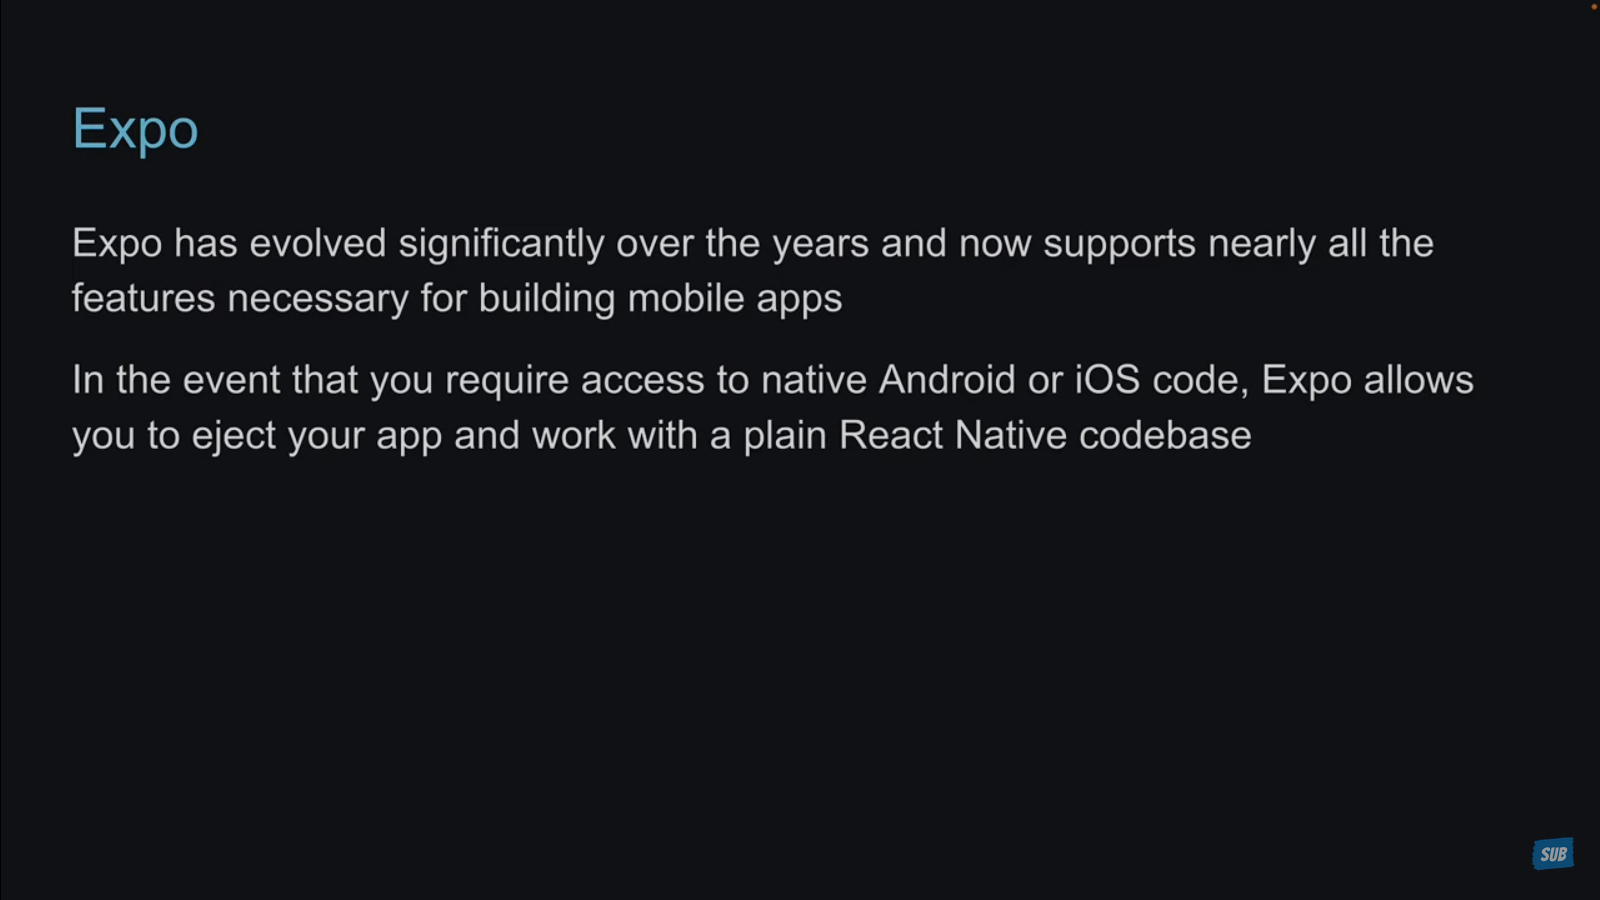 Expo
Expo has evolved significantly over the years and now supports nearly all the
features necessary for building mobile apps
In the event that you require access to native Android or iOS code, Expo allows
you to eject your app and work with a plain React Native codebase
SUB